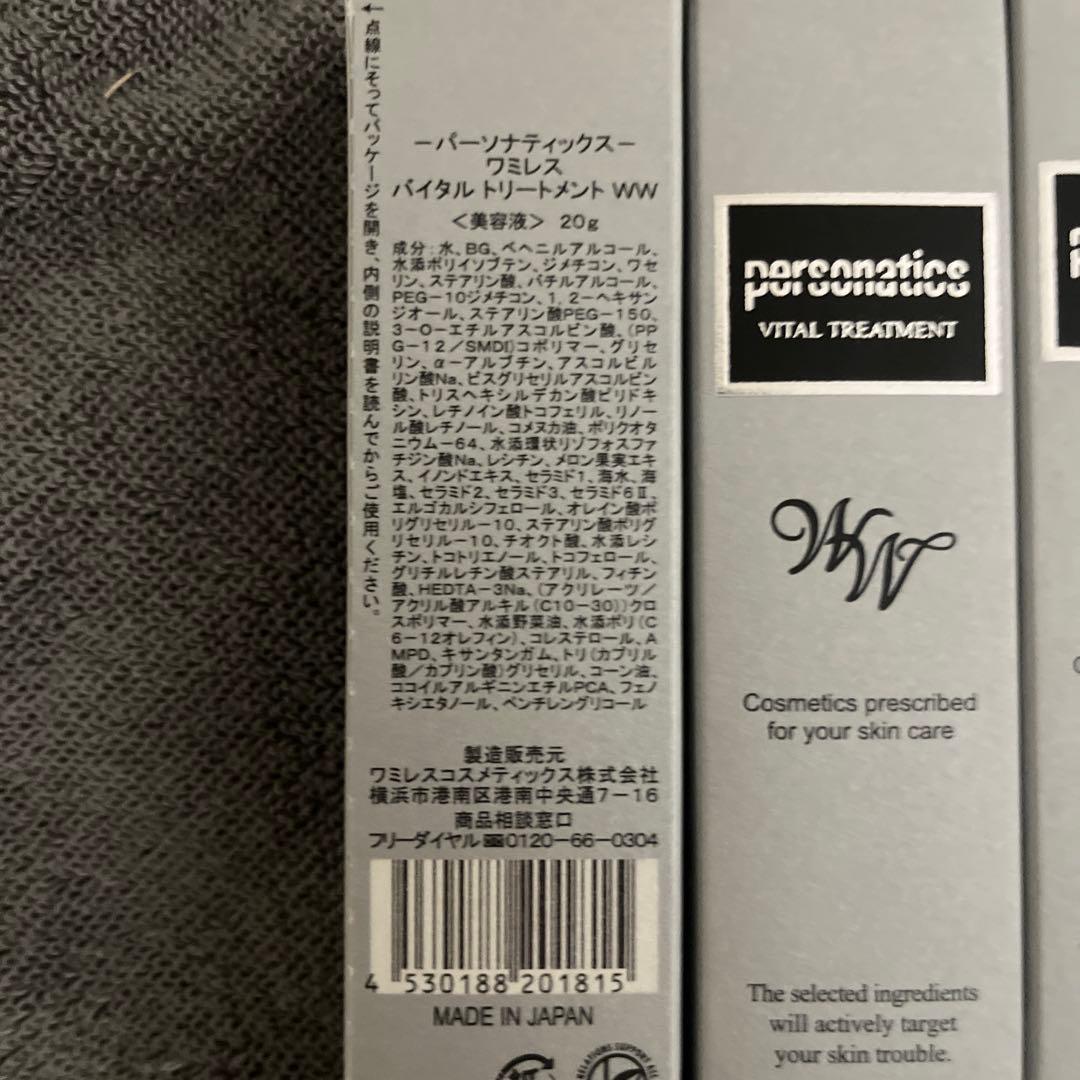 ←点線にそってパッケージを開き、内側の説明書を読んでからご使用ください。
ーパーソナティックスー
ワミレス
バイタル トリートメント WW
<美容液> 20g
成分:水、BG、ベヘニルアルコール、
水添ポリイソブテン、ジメチコン、ワセ
リン、ステアリン酸、バチルアルコール、
PEG-10ジメチコン、1,2-ヘキサン
ジオール、ステアリン酸PEG-150、
3-O-エチルアスコルビン酸、(PP
G-12/SMDI)コポリマー、グリセ
リン、α-アルブチン、アスコルビル
リン酸Na、ビスグリセリルアスコルビン
酸、トリスヘキシルデカン酸ピリドキ
シン、レチノイン酸トコフェリル、リノー
ル酸レチノール、コメヌカ油、ポリクオタ
ニウム-64、水添環状リゾフォスファ
チジン酸Na、レシチン、メロン果実エキ
ス、イノンドエキス、セラミド1、海水、海
塩、セラミド2、セラミド3、セラミド6Ⅱ、
エルゴカルシフェロール、オレイン酸ポ
リグリセリル-10、ステアリン酸ポリグ
リセリル-10、チオクト酸、水添レシ
チン、トコトリエノール、トコフェロール、
グリチルレチン酸ステアリル、フィチン
酸、HEDTA-3Na、(アクリレーツ/
アクリル酸アルキル(C10-30))クロ
スポリマー、水添野菜油、水添ポリ(C
6-12オレフィン)、コレステロール、A
MPD、キサンタンガム、トリ(カプリル
酸/カプリン酸)グリセリル、コーン油、
ココイルアルギニンエチルPCA、フェノ
キシエタノール、ペンチレングリコール
製造販売元
ワミレスコスメティックス株式会社
横浜市港南区港南中央通7-16
商品相談窓口
フリーダイヤル0120-66-0304
4 530188 201815
MADE IN JAPAN
personatics
VITAL TREATMENT
WW
Cosmetics prescribed
for your skin care
The selected ingredients
will actively target
your skin trouble.